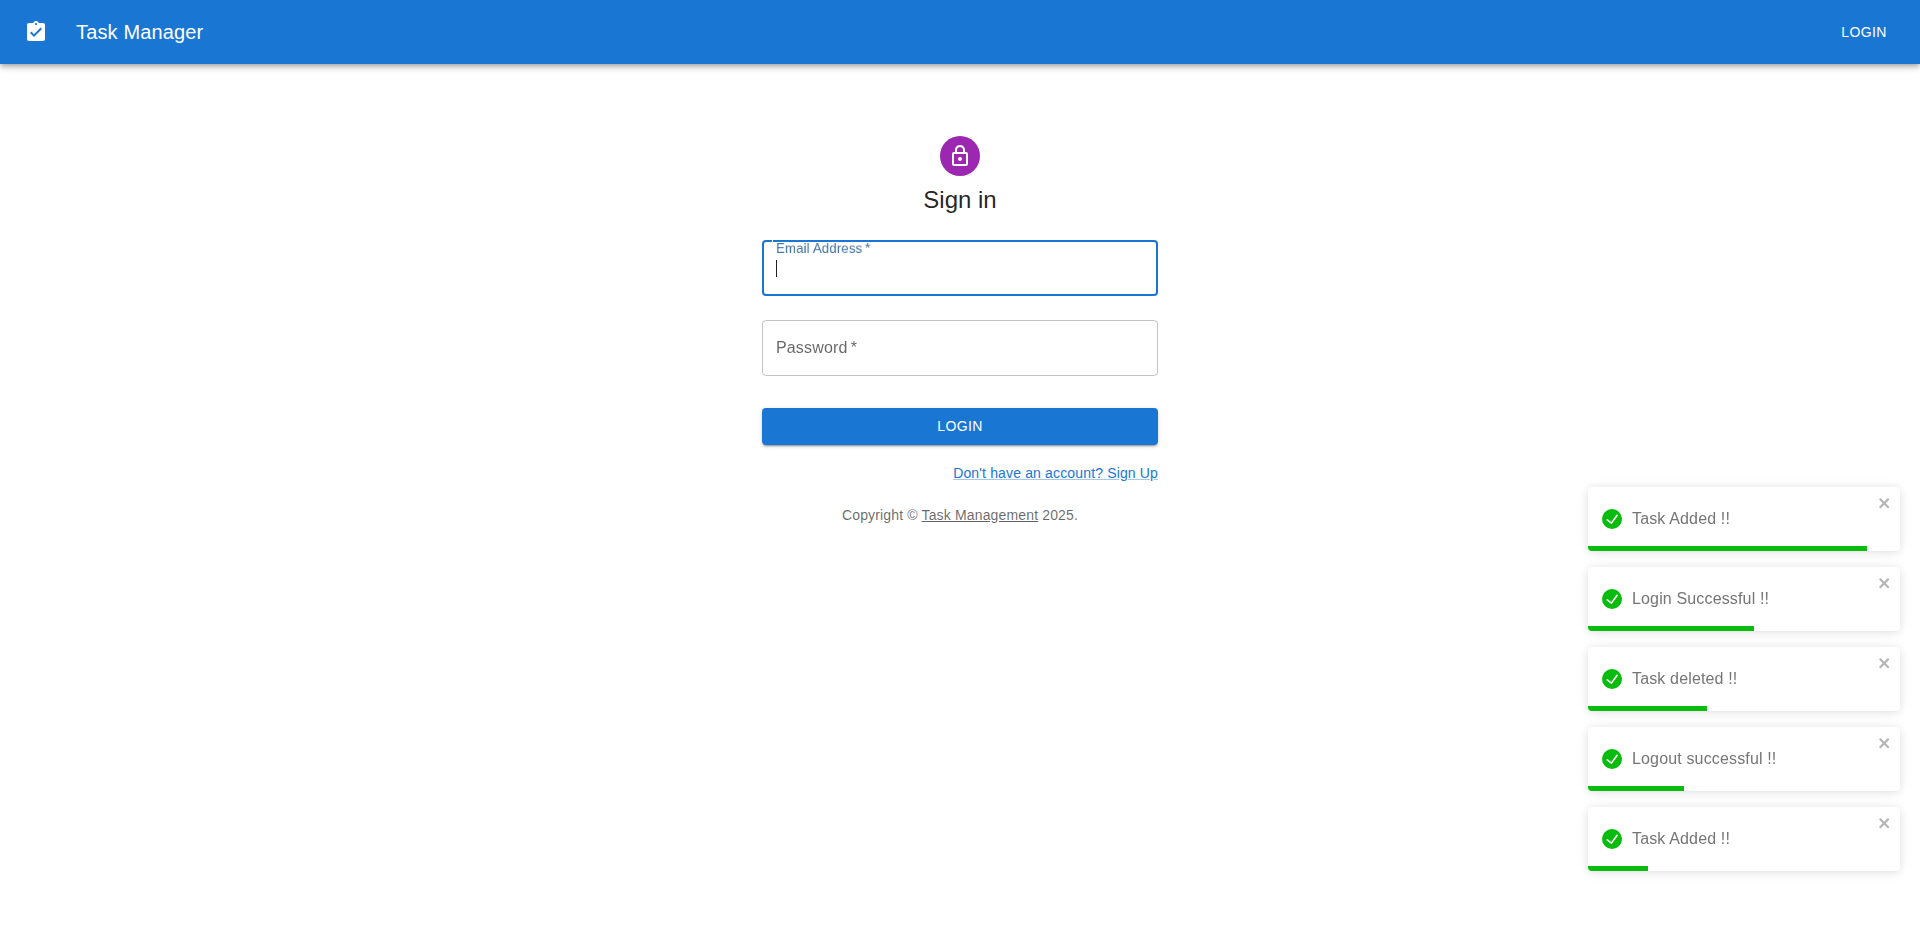 Task Manager
LOGIN
Sign in
Email Address *
Password *
LOGIN
Don't have an account? Sign Up
Copyright © Task Management 2025.
Task Added !!
Login Successful !!
Task deleted !!
Logout successful !!
Task Added !!